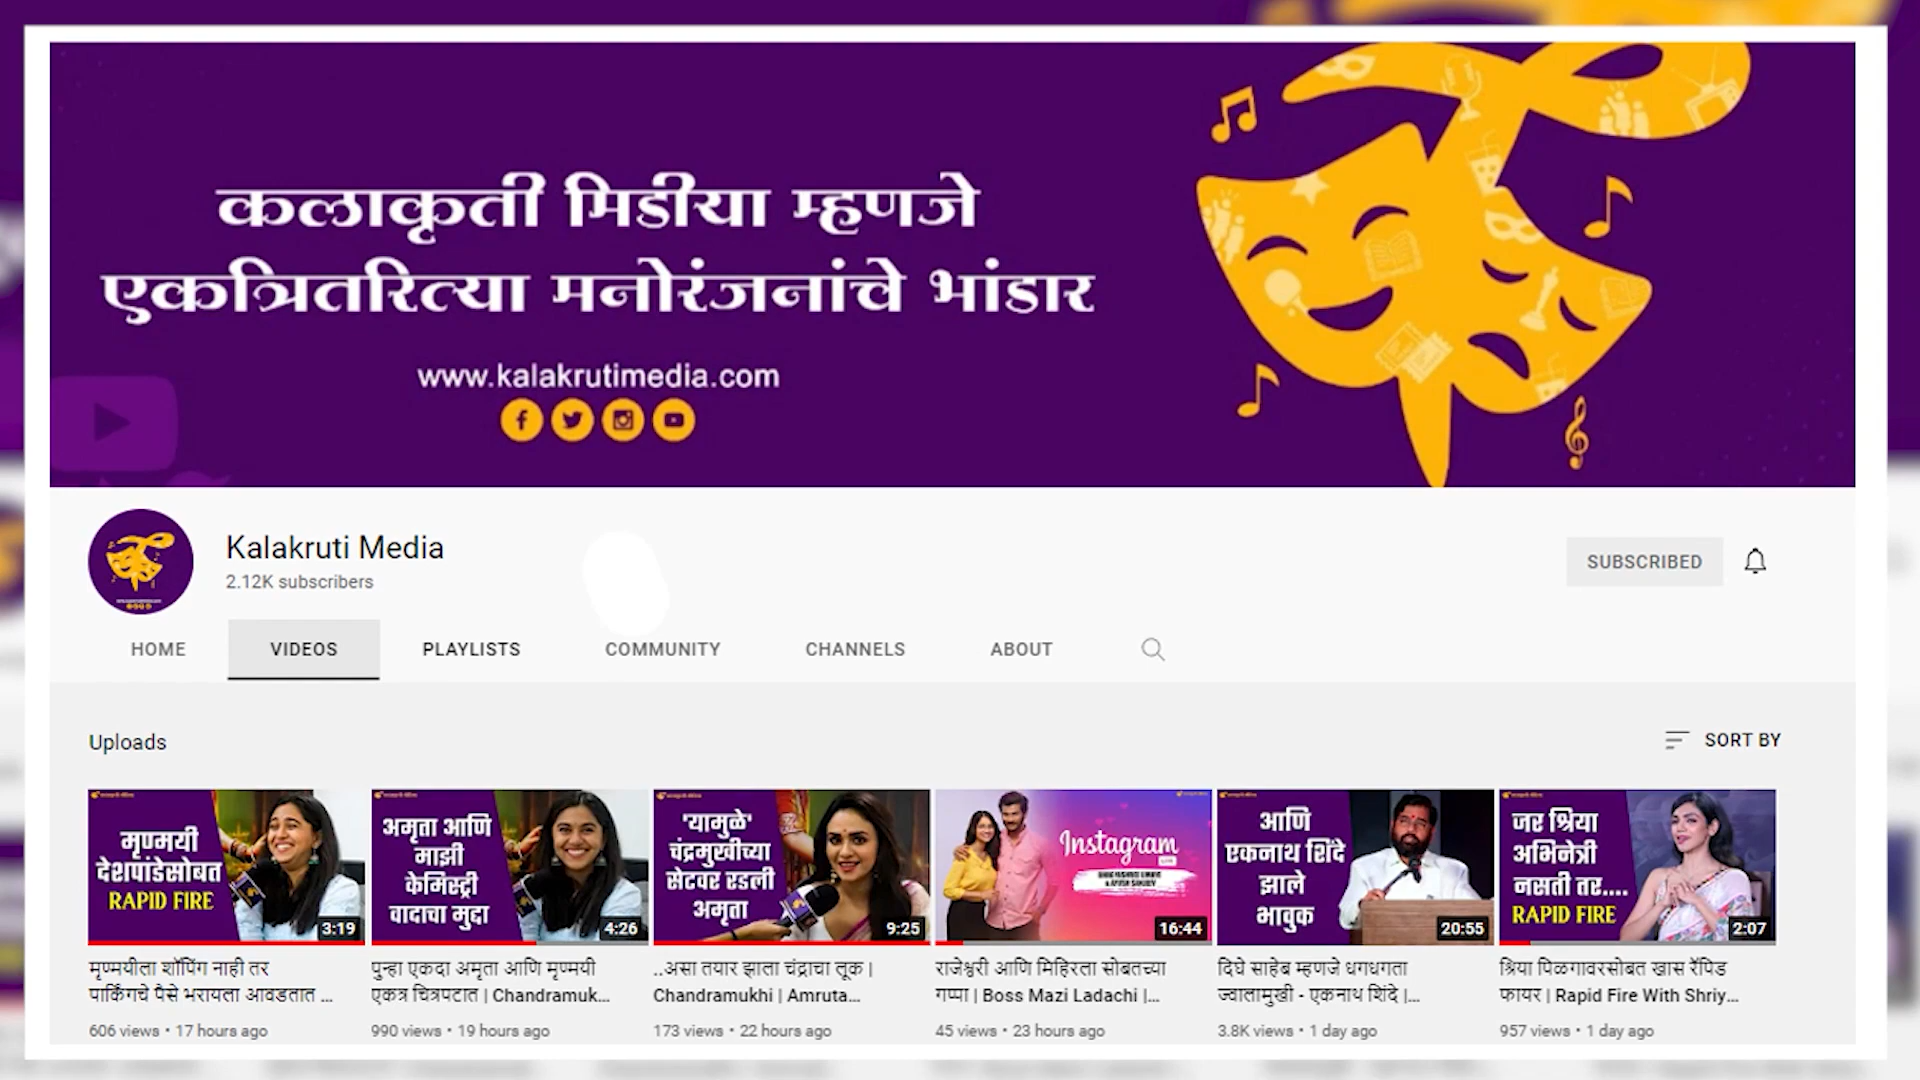 कलाकृती मिडीया म्हणजे
एकत्रितरित्या मनोरंजनांचे भांडार
www.kalakrutimedia.com
Kalakruti Media
2.12K subscribers
SUBSCRIBED
HOME
VIDEOS
PLAYLISTS
COMMUNITY
CHANNELS
ABOUT
Uploads
SORT BY
मृण्मयी
देशपांडेसोबत
RAPID FIRE
3:19
मृण्मयीला शॉपिंग नाही तर
पार्किंगचे पैसे भरायला आवडतात ...
606 views • 17 hours ago
अमृता आणि
माझी
केमिस्ट्री
वादाचा मुद्दा
4:26
पुन्हा एकदा अमृता आणि मृण्मयी
एकत्र चित्रपटात | Chandramuk...
990 views • 19 hours ago
'यामुळे'
चंद्रमुखीच्या
सेटवर रडली
अमृता
9:25
..असा तयार झाला चंद्राचा लूक |
Chandramukhi | Amruta...
173 views • 22 hours ago
Instagram
16:44
राजेश्वरी आणि मिहिरला सोबतच्या
गप्पा | Boss Mazi Ladachi |...
45 views • 23 hours ago
आणि
एकनाथ शिंदे
झाले
भावुक
20:55
दिघे साहेब म्हणजे धगधगता
ज्वालामुखी - एकनाथ शिंदे |...
3.8K views • 1 day ago
जर श्रिया
अभिनेत्री
नसती तर....
RAPID FIRE
2:07
श्रिया पिळगावरसोबत खास रॅपिड
फायर | Rapid Fire With Shriy...
957 views • 1 day ago